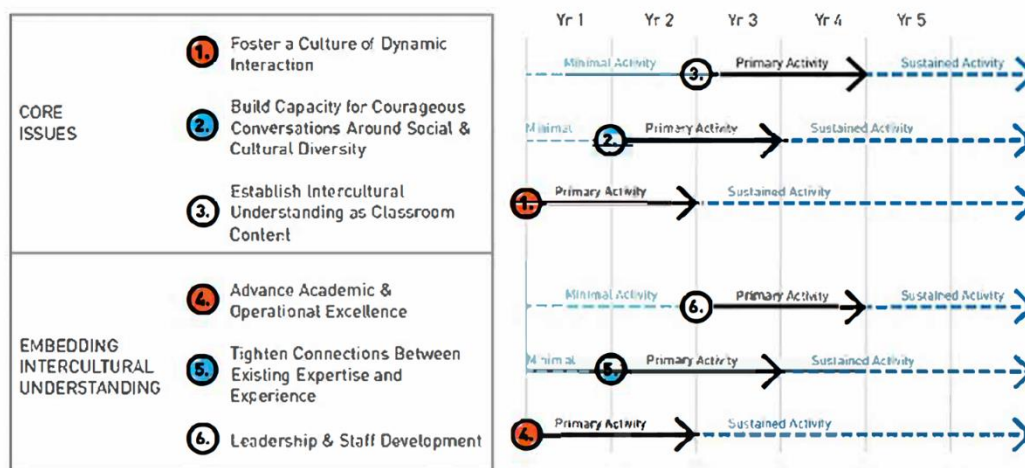 CORE
ISSUES
1. Foster a Culture of Dynamic
Interaction
2. Build Capacity for Courageous
Conversations Around Social &
Cultural Diversity
3. Establish Intercultural
Understanding as Classroom
Content
EMBEDDING
INTERCULTURAL
UNDERSTANDING
4. Advance Academic &
Operational Excellence
5. Tighten Connections Between
Existing Expertise and
Experience
6. Leadership & Staff Development
Yr 1 Yr 2 Yr 3 Yr 4 Yr 5
Minimal Activity 3. Primary Activity Sustained Activity
Minimal 2. Primary Activity Sustained Activity
1. Primary Activity Sustained Activity
Minimal Activity 6. Primary Activity Sustained Activity
Minimal 5. Primary Activity Sustained Activity
4. Primary Activity Sustained Activity